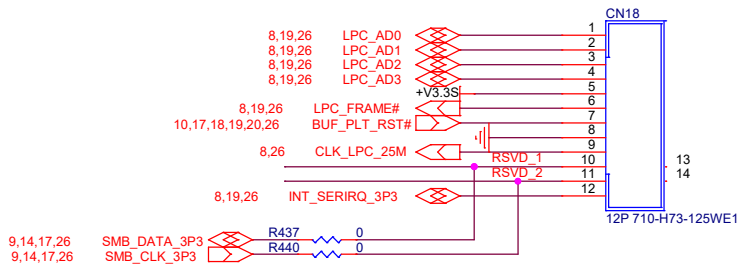 CN18
8,19,26 LPC_AD0 1
8,19,26 LPC_AD1 2
8,19,26 LPC_AD2 3
8,19,26 LPC_AD3 4
+V3.3S 5
8,19,26 LPC_FRAME# 6
10,17,18,19,20,26 BUF_PLT_RST# 7
8
8,26 CLK_LPC_25M 9
RSVD_1 10 13
RSVD_2 11 14
8,19,26 INT_SERIRQ_3P3 12
12P 710-H73-125WE1
9,14,17,26 SMB_DATA_3P3 R437 0
9,14,17,26 SMB_CLK_3P3 R440 0